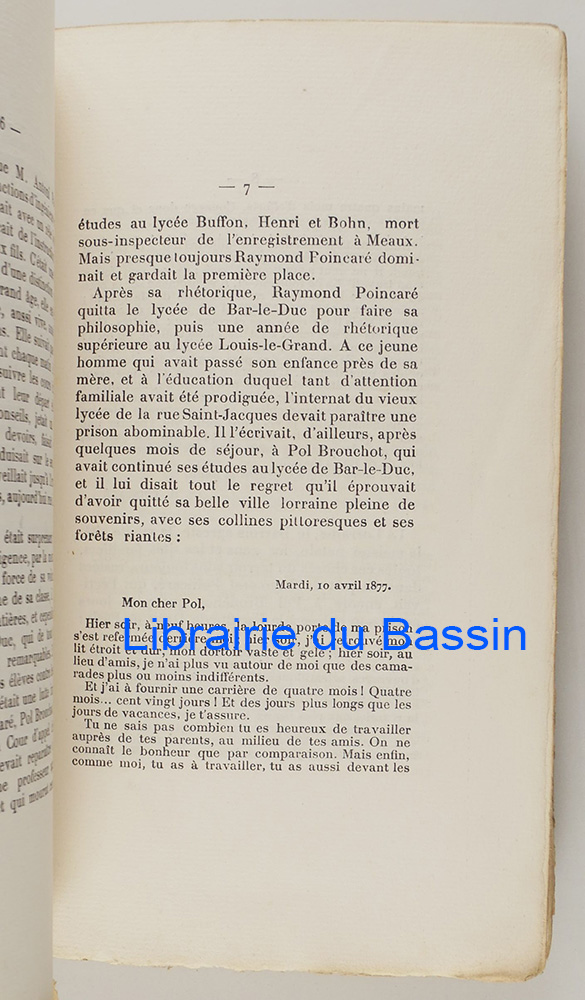 6 —
— 7 —
études au lycée Buffon, Henri et Bohn, mort
sous-inspecteur de l'enregistrement à Meaux.
Mais presque toujours Raymond Poincaré domi-
nait et gardait la première place.
Après sa rhétorique, Raymond Poincaré
quitta le lycée de Bar-le-Duc pour faire sa
philosophie, puis une année de rhétorique
supérieure au lycée Louis-le-Grand. A ce jeune
homme qui avait passé son enfance près de sa
mère, et à l'éducation duquel tant d'attention
familiale avait été prodiguée, l'internat du vieux
lycée de la rue Saint-Jacques devait paraître une
prison abominable. Il l'écrivait, d'ailleurs, après
quelques mois de séjour, à Pol Brouchot, qui
avait continué ses études au lycée de Bar-le-Duc,
et il lui disait tout le regret qu'il éprouvait
d'avoir quitté sa belle ville lorraine pleine de
souvenirs, avec ses collines pittoresques et ses
forêts riantes :
Mardi, 10 avril 1877.
Mon cher Pol,
Hier soir, à neuf heures, la lourde porte de ma prison
s'est refermée derrière moi ; hier soir, j'ai retrouvé mon
lit étroit et dur, mon dortoir vaste et gelé ; hier soir, au
lieu d'amis, je n'ai plus vu autour de moi que des cama-
rades plus ou moins indifférents.
Et j'ai à fournir une carrière de quatre mois ! Quatre
mois... cent vingt jours ! Et des jours plus longs que les
jours de vacances, je t'assure.
Tu ne sais pas combien tu es heureux de travailler
auprès de tes parents, au milieu de tes amis. On ne
connaît le bonheur que par comparaison. Mais enfin,
comme moi, tu as à travailler, tu as aussi devant les
Librairie du Bassin